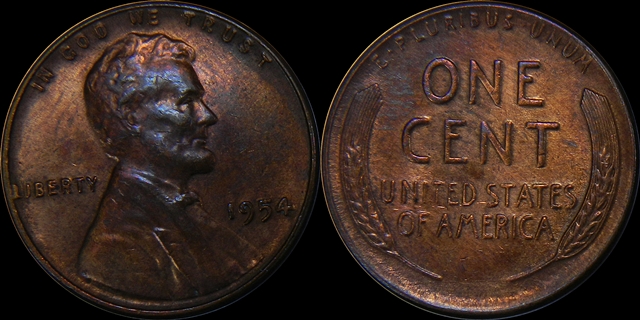 IN GOD WE TRUST
LIBERTY
1954
E·PLURIBUS·UNUM
ONE
CENT
UNITED STATES
OF AMERICA